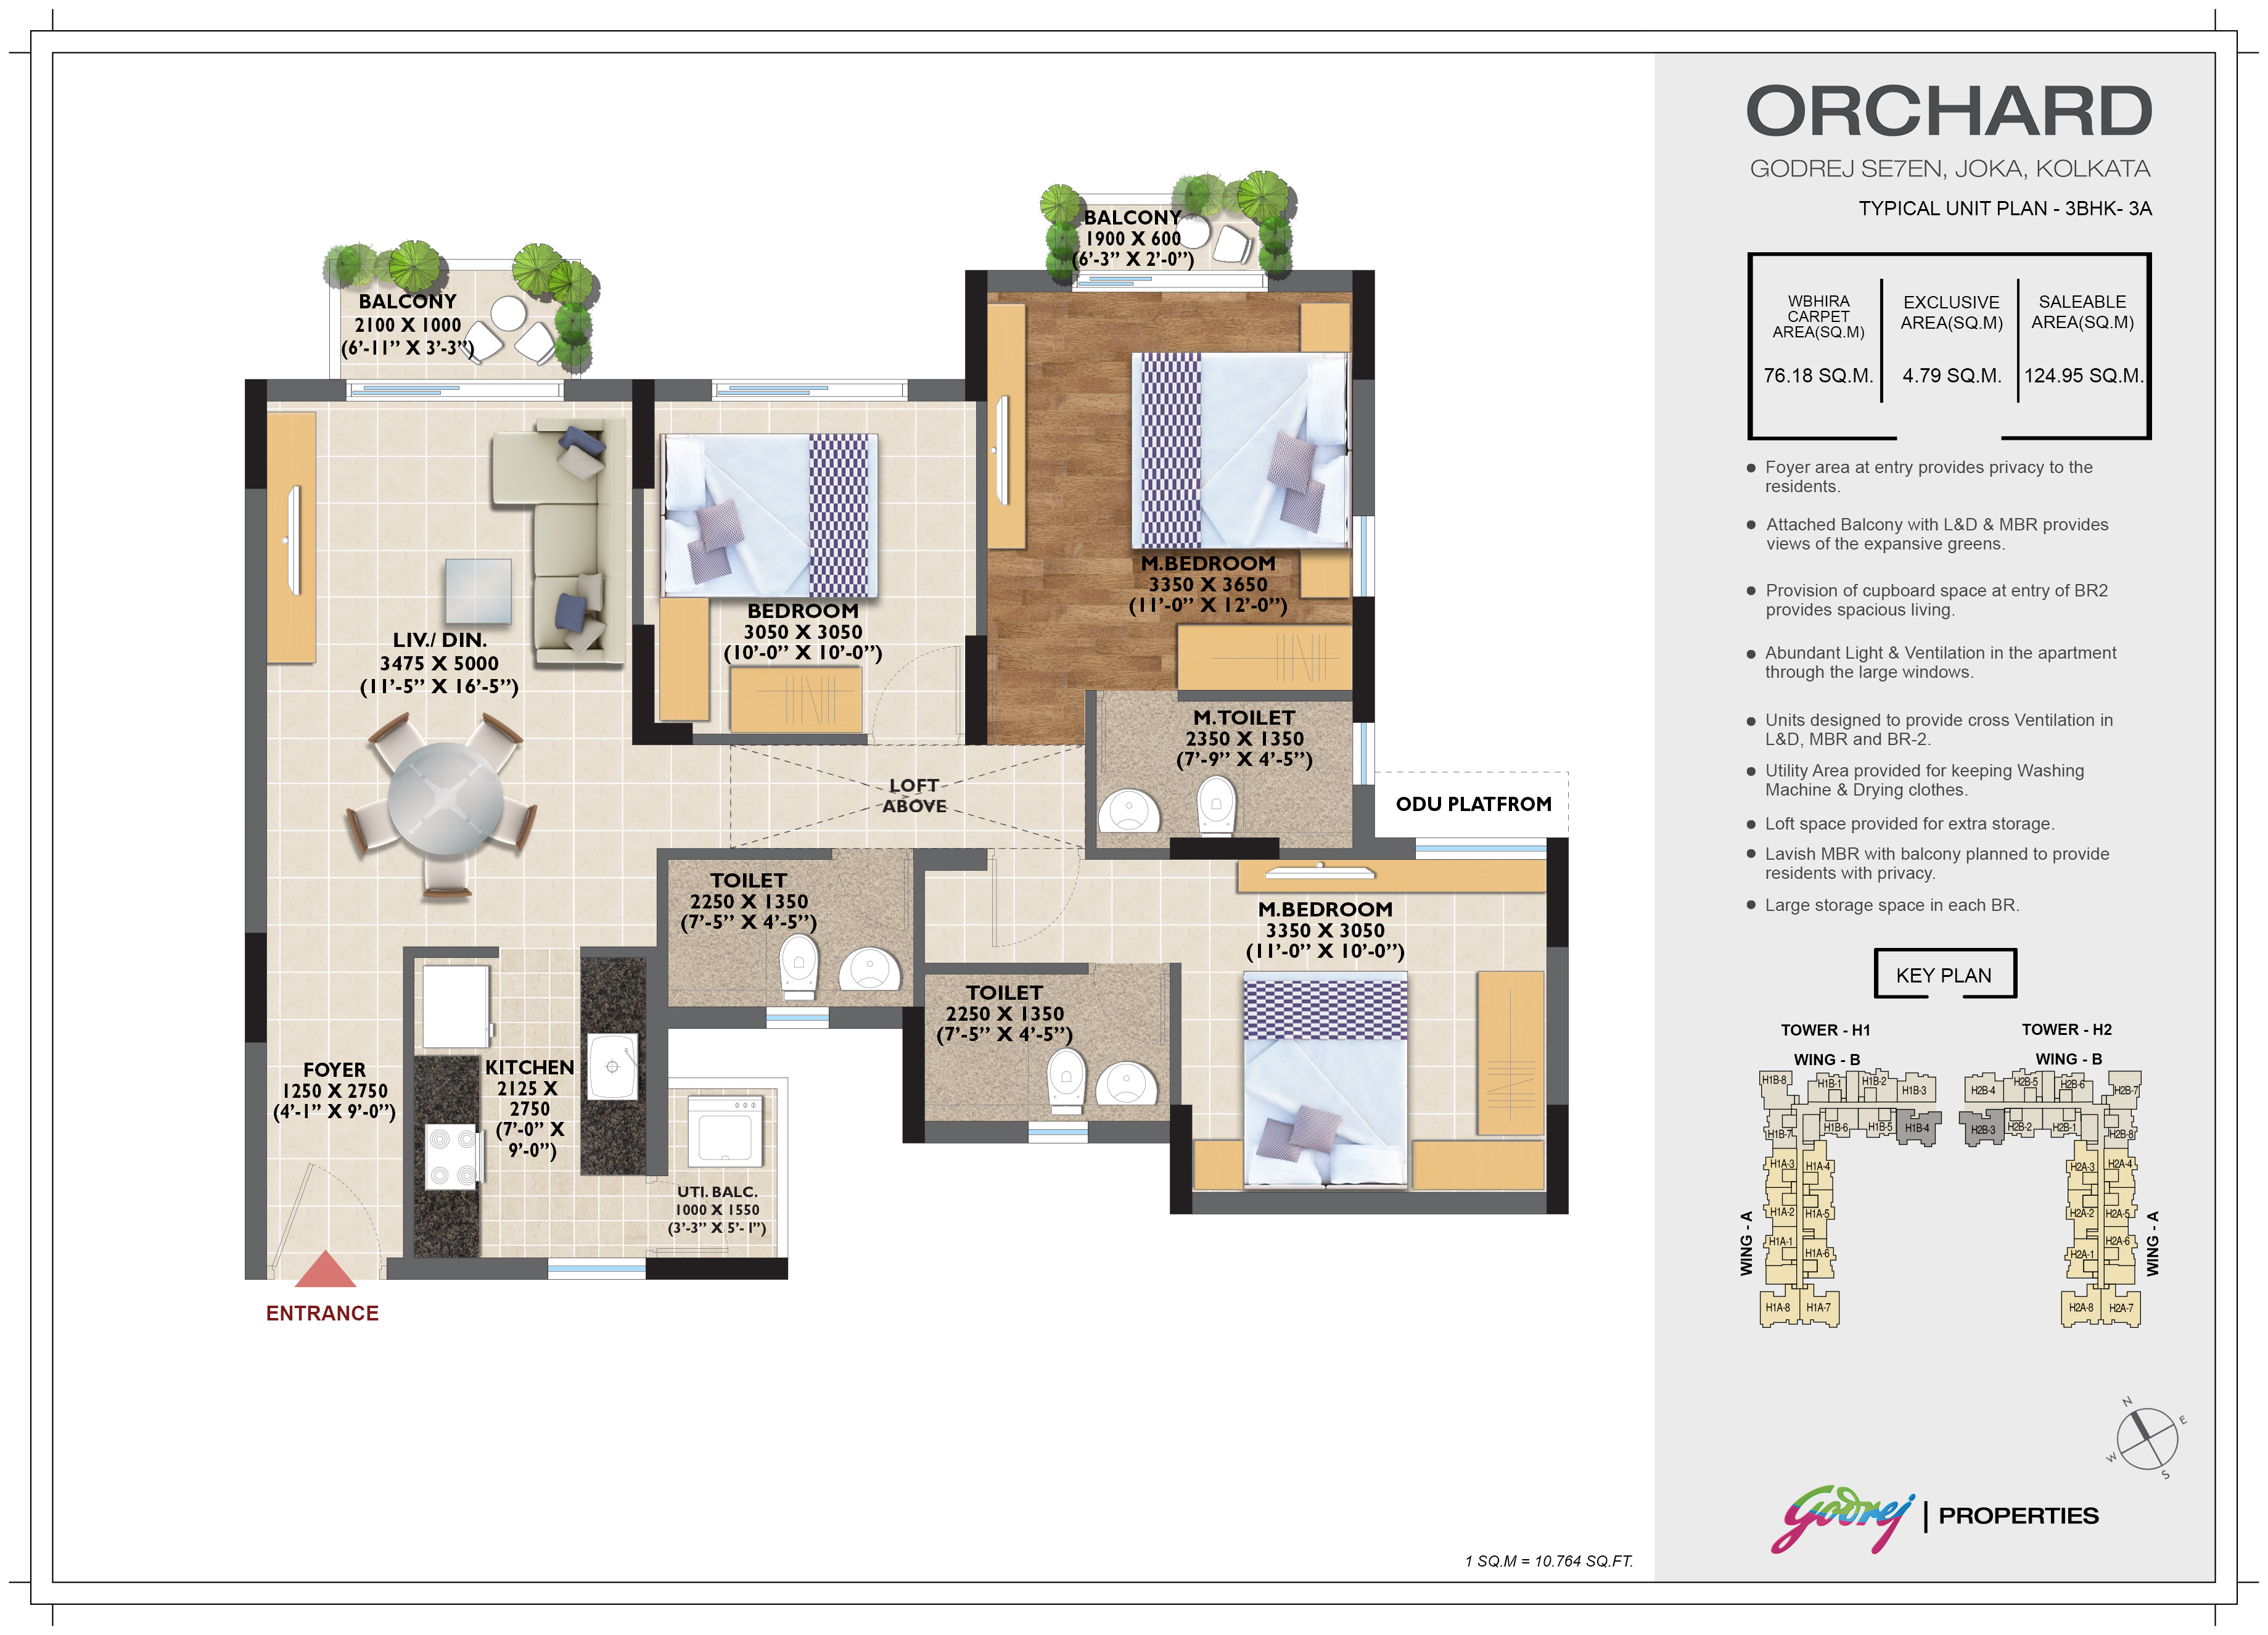 ORCHARD
GODREJ SE7EN, JOKA, KOLKATA
TYPICAL UNIT PLAN - 3BHK- 3A
WBHIRA
CARPET
AREA(SQ.M)
76.18 SQ.M.
EXCLUSIVE
AREA(SQ.M)
4.79 SQ.M.
SALEABLE
AREA(SQ.M)
124.95 SQ.M.
Foyer area at entry provides privacy to the
residents.
Attached Balcony with L&D & MBR provides
views of the expansive greens.
Provision of cupboard space at entry of BR2
provides spacious living.
Abundant Light & Ventilation in the apartment
through the large windows.
Units designed to provide cross Ventilation in
L&D, MBR and BR-2.
Utility Area provided for keeping Washing
Machine & Drying clothes.
Loft space provided for extra storage.
Lavish MBR with balcony planned to provide
residents with privacy.
Large storage space in each BR.
BALCONY
2100 X 1000
(6'-11" X 3'-3")
BALCONY
1900 X 600
(6'-3" X 2'-0")
LIV./ DIN.
3475 X 5000
(11'-5" X 16'-5")
BEDROOM
3050 X 3050
(10'-0" X 10'-0")
M.BEDROOM
3350 X 3650
(11'-0" X 12'-0")
M.TOILET
2350 X 1350
(7'-9" X 4'-5")
LOFT
ABOVE
ODU PLATFROM
TOILET
2250 X 1350
(7'-5" X 4'-5")
M.BEDROOM
3350 X 3050
(11'-0" X 10'-0")
TOILET
2250 X 1350
(7'-5" X 4'-5")
FOYER
1250 X 2750
(4'-1" X 9'-0")
KITCHEN
2125 X
2750
(7'-0" X
9'-0")
UTI. BALC.
1000 X 1550
(3'-3" X 5'- 1")
ENTRANCE
KEY PLAN
TOWER - H1
WING - B
H1B-8
H1B-1
H1B-2
H1B-3
H1B-7
H1B-6
H1B-5
H1B-4
H1A-3
H1A-4
H1A-2
H1A-5
H1A-1
H1A-6
H1A-8
H1A-7
WING - A
TOWER - H2
WING - B
H2B-4
H2B-5
H2B-6
H2B-7
H2B-3
H2B-2
H2B-1
H2B-8
H2A-3
H2A-4
H2A-2
H2A-5
H2A-1
H2A-6
H2A-8
H2A-7
WING - A
N
E
W
S
Godrej | PROPERTIES
1 SQ.M = 10.764 SQ.FT.